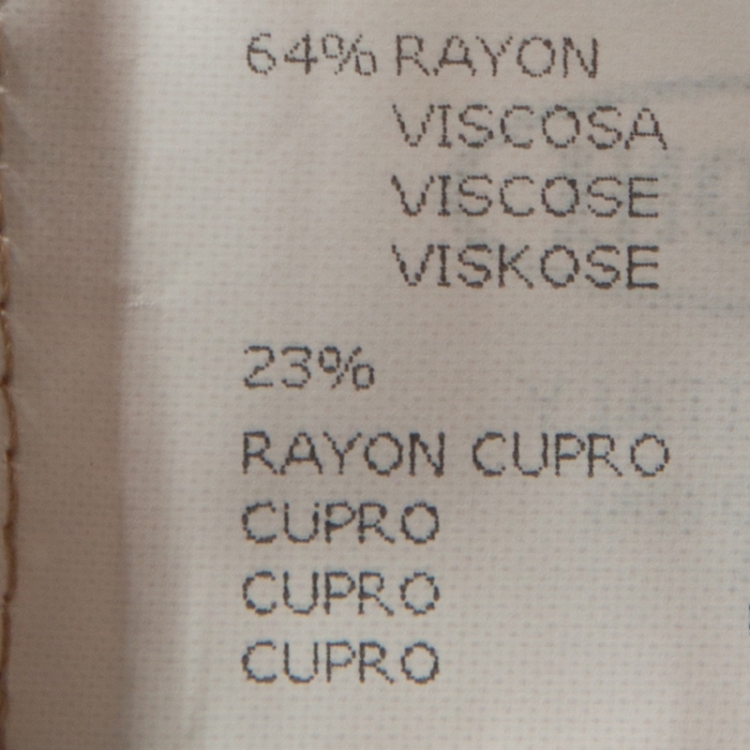 64% RAYON
VISCOSA
VISCOSE
VISKOSE
23%
RAYON CUPRO
CUPRO
CUPRO
CUPRO